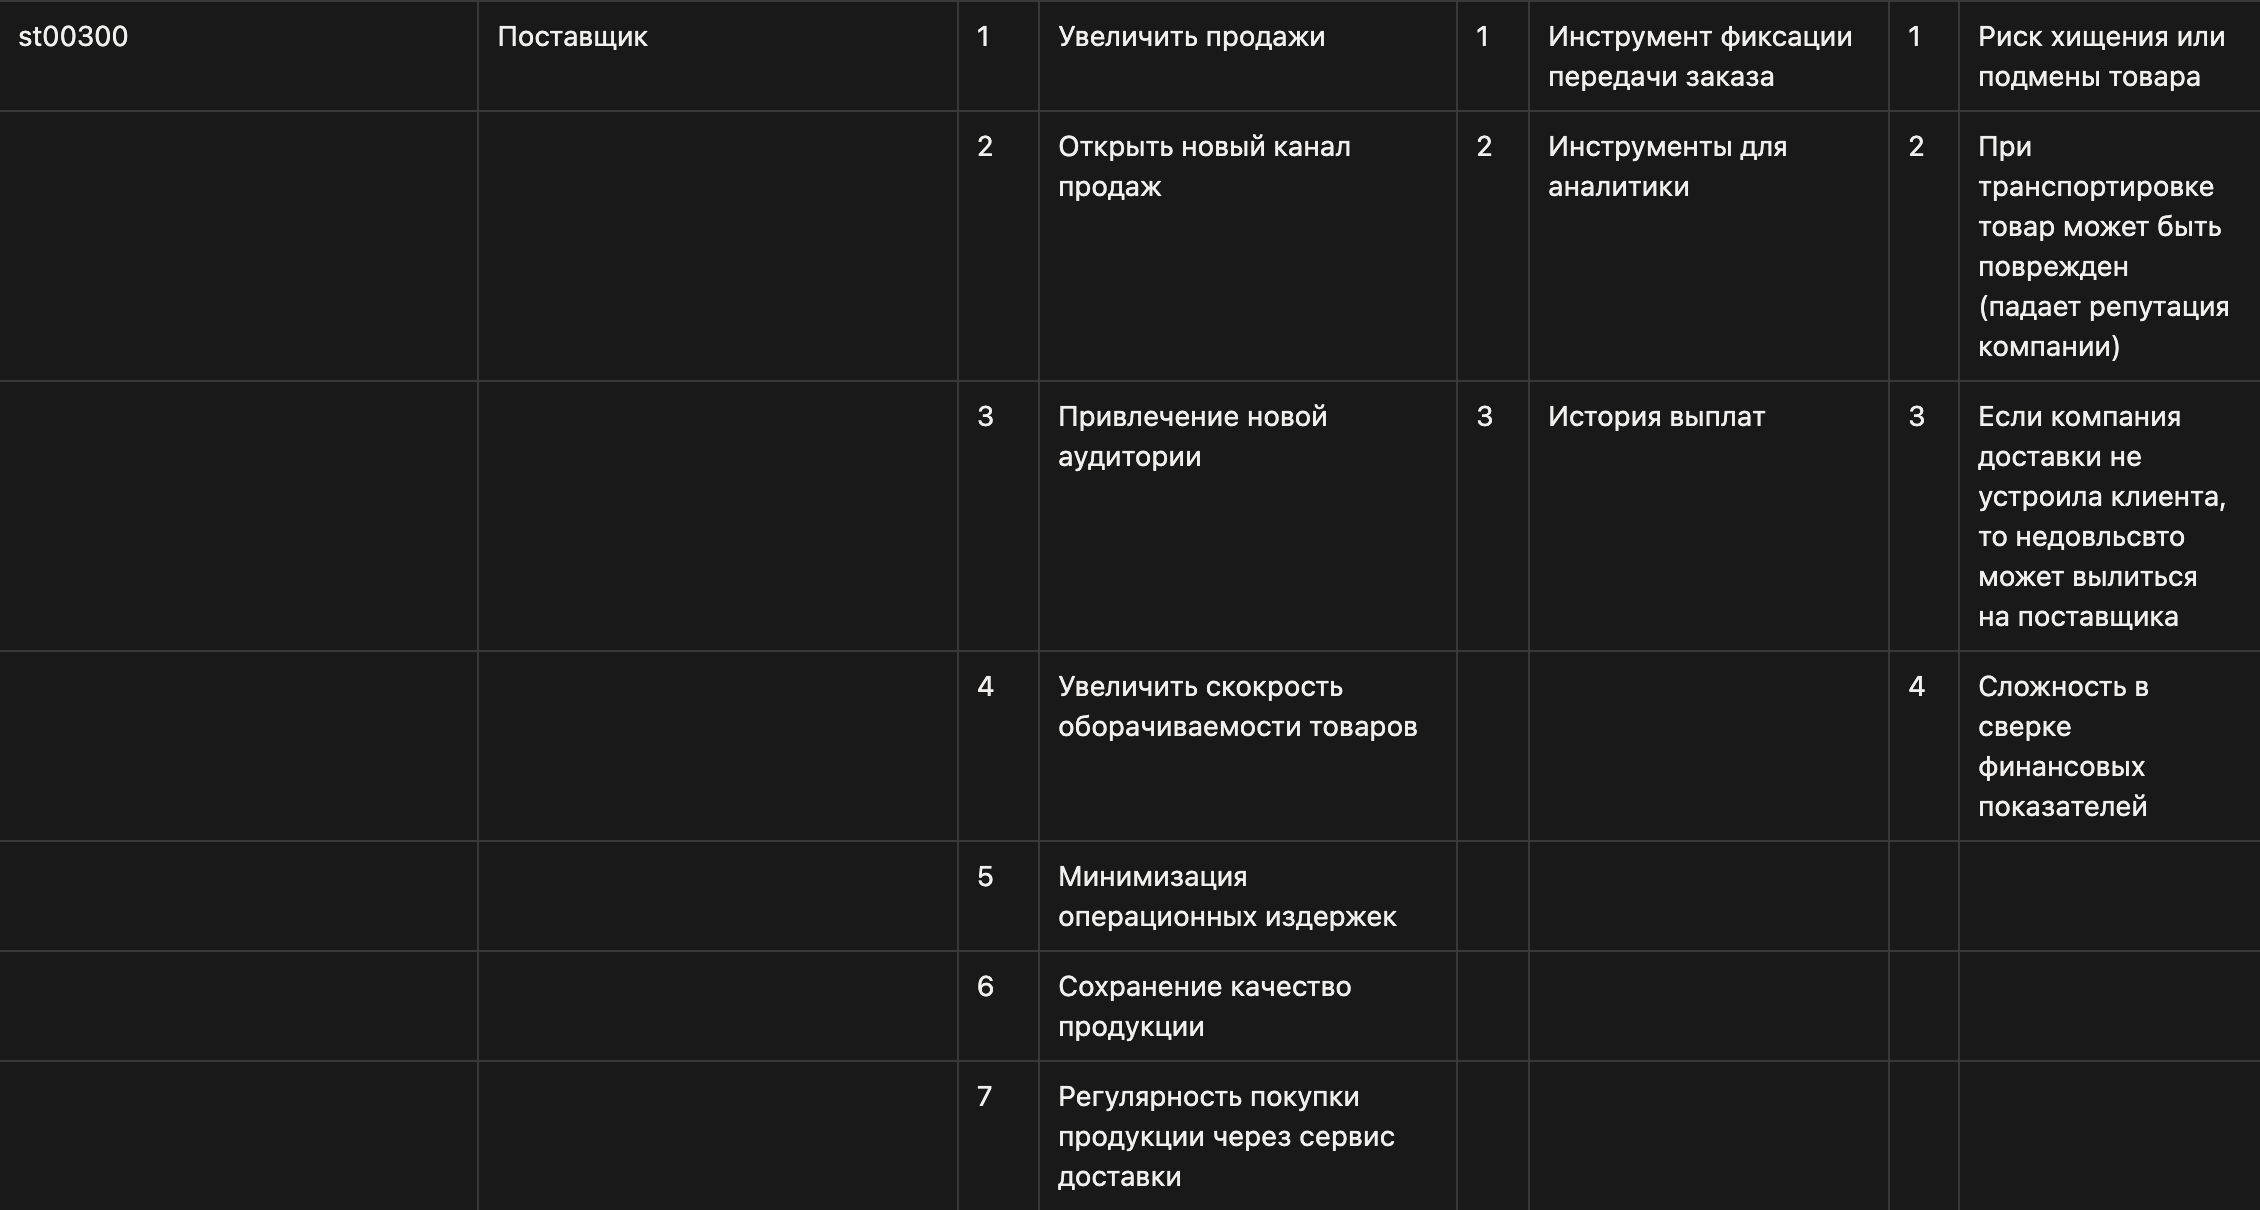 st00300
Поставщик
1
Увеличить продажи
1
Инструмент фиксации
передачи заказа
1
Риск хищения или
подмены товара
2
Открыть новый канал
продаж
2
Инструменты для
аналитики
2
При
транспортировке
товар может быть
поврежден
(падает репутация
компании)
3
Привлечение новой
аудитории
3
История выплат
3
Если компания
доставки не
устроила клиента,
то недовльсвто
может вылиться
на поставщика
4
Увеличить скокрость
оборачиваемости товаров
4
Сложность в
сверке
финансовых
показателей
5
Минимизация
операционных издержек
6
Сохранение качество
продукции
7
Регулярность покупки
продукции через сервис
доставки